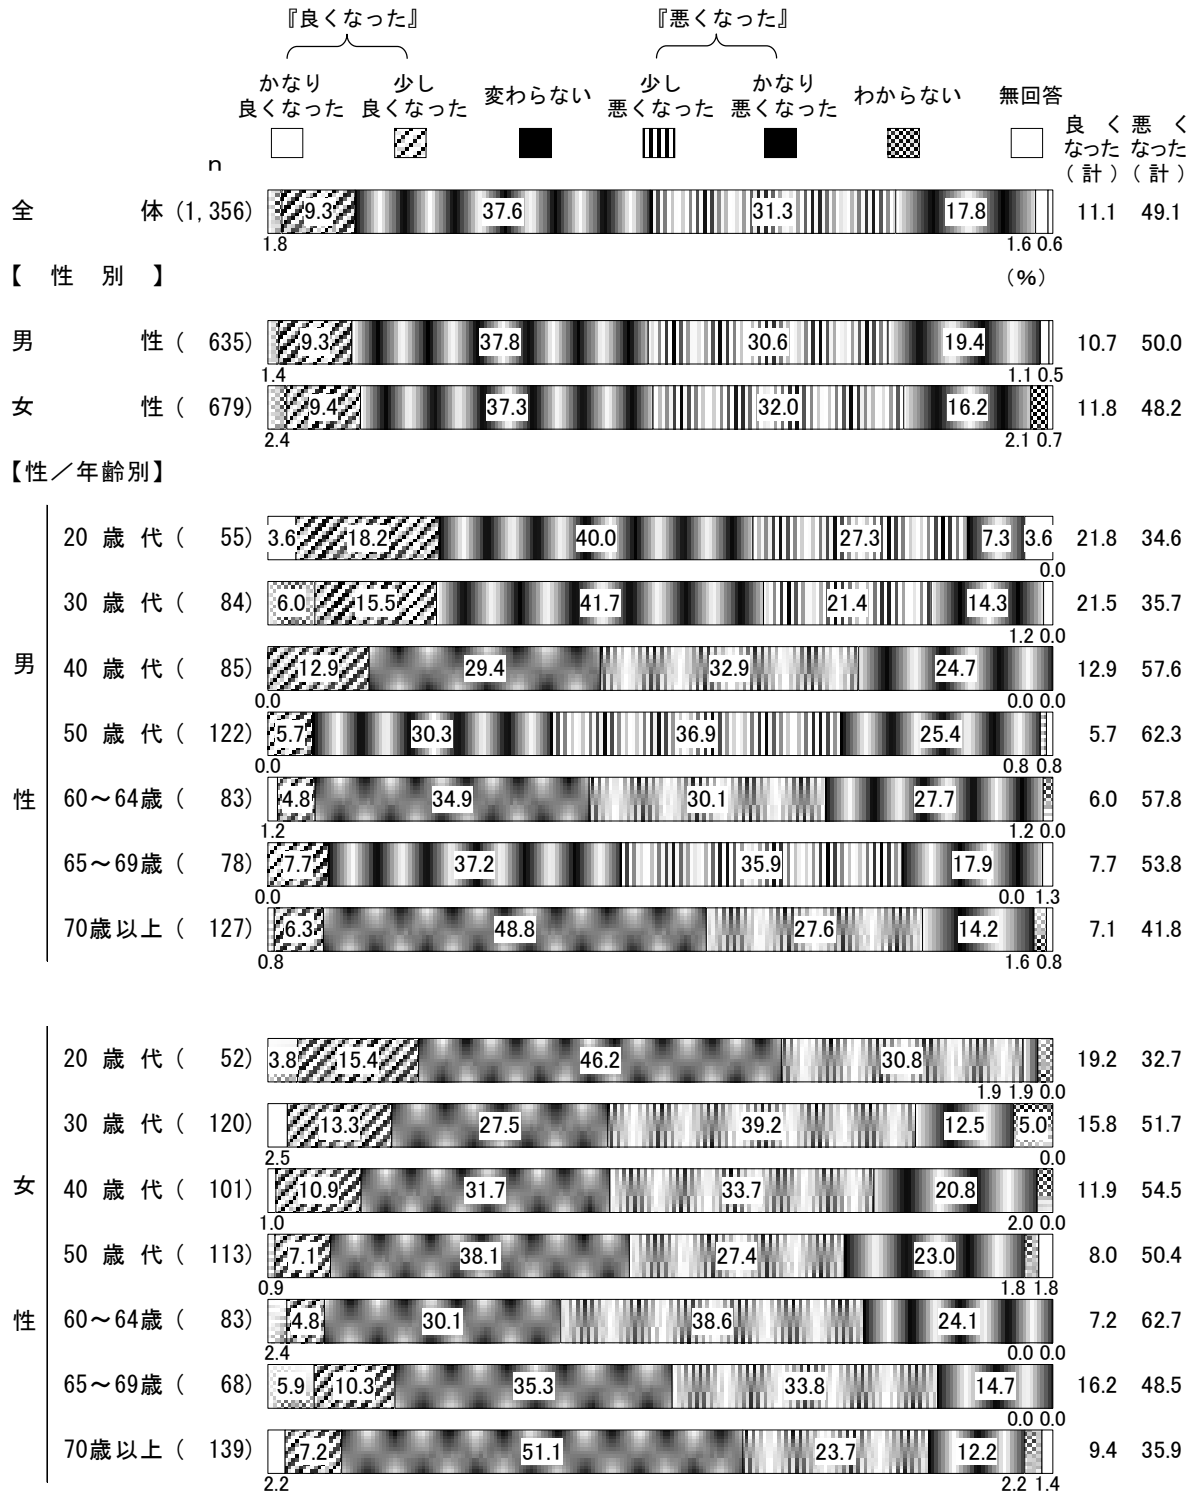 『良くなった』 『悪くなった』
かなり 少し 変わらない 少し かなり わからない 無回答
良くなった 良くなった 悪くなった 悪くなった
良く 悪く
なった なった
n (計) (計)
全体 (1,356) 9.3 37.6 31.3 17.8 11.1 49.1
1.8 1.6 0.6
【性別】 (%)
男性 ( 635) 9.3 37.8 30.6 19.4 10.7 50.0
1.4 1.1 0.5
女性 ( 679) 9.4 37.3 32.0 16.2 11.8 48.2
2.4 2.1 0.7
【性/年齢別】
男性
20歳代 ( 55) 3.6 18.2 40.0 27.3 7.3 3.6 21.8 34.6
0.0
30歳代 ( 84) 6.0 15.5 41.7 21.4 14.3 21.5 35.7
1.2 0.0
40歳代 ( 85) 12.9 29.4 32.9 24.7 12.9 57.6
0.0 0.0 0.0
50歳代 ( 122) 5.7 30.3 36.9 25.4 5.7 62.3
0.0 0.8 0.8
60~64歳 ( 83) 4.8 34.9 30.1 27.7 6.0 57.8
1.2 1.2 0.0
65~69歳 ( 78) 7.7 37.2 35.9 17.9 7.7 53.8
0.0 0.0 1.3
70歳以上 ( 127) 6.3 48.8 27.6 14.2 7.1 41.8
0.8 1.6 0.8
女性
20歳代 ( 52) 3.8 15.4 46.2 30.8 19.2 32.7
1.9 1.9 0.0
30歳代 ( 120) 13.3 27.5 39.2 12.5 5.0 15.8 51.7
2.5 0.0
40歳代 ( 101) 10.9 31.7 33.7 20.8 11.9 54.5
1.0 2.0 0.0
50歳代 ( 113) 7.1 38.1 27.4 23.0 8.0 50.4
0.9 1.8 1.8
60~64歳 ( 83) 4.8 30.1 38.6 24.1 7.2 62.7
2.4 0.0 0.0
65~69歳 ( 68) 5.9 10.3 35.3 33.8 14.7 16.2 48.5
0.0 0.0
70歳以上 ( 139) 7.2 51.1 23.7 12.2 9.4 35.9
2.2 2.2 1.4